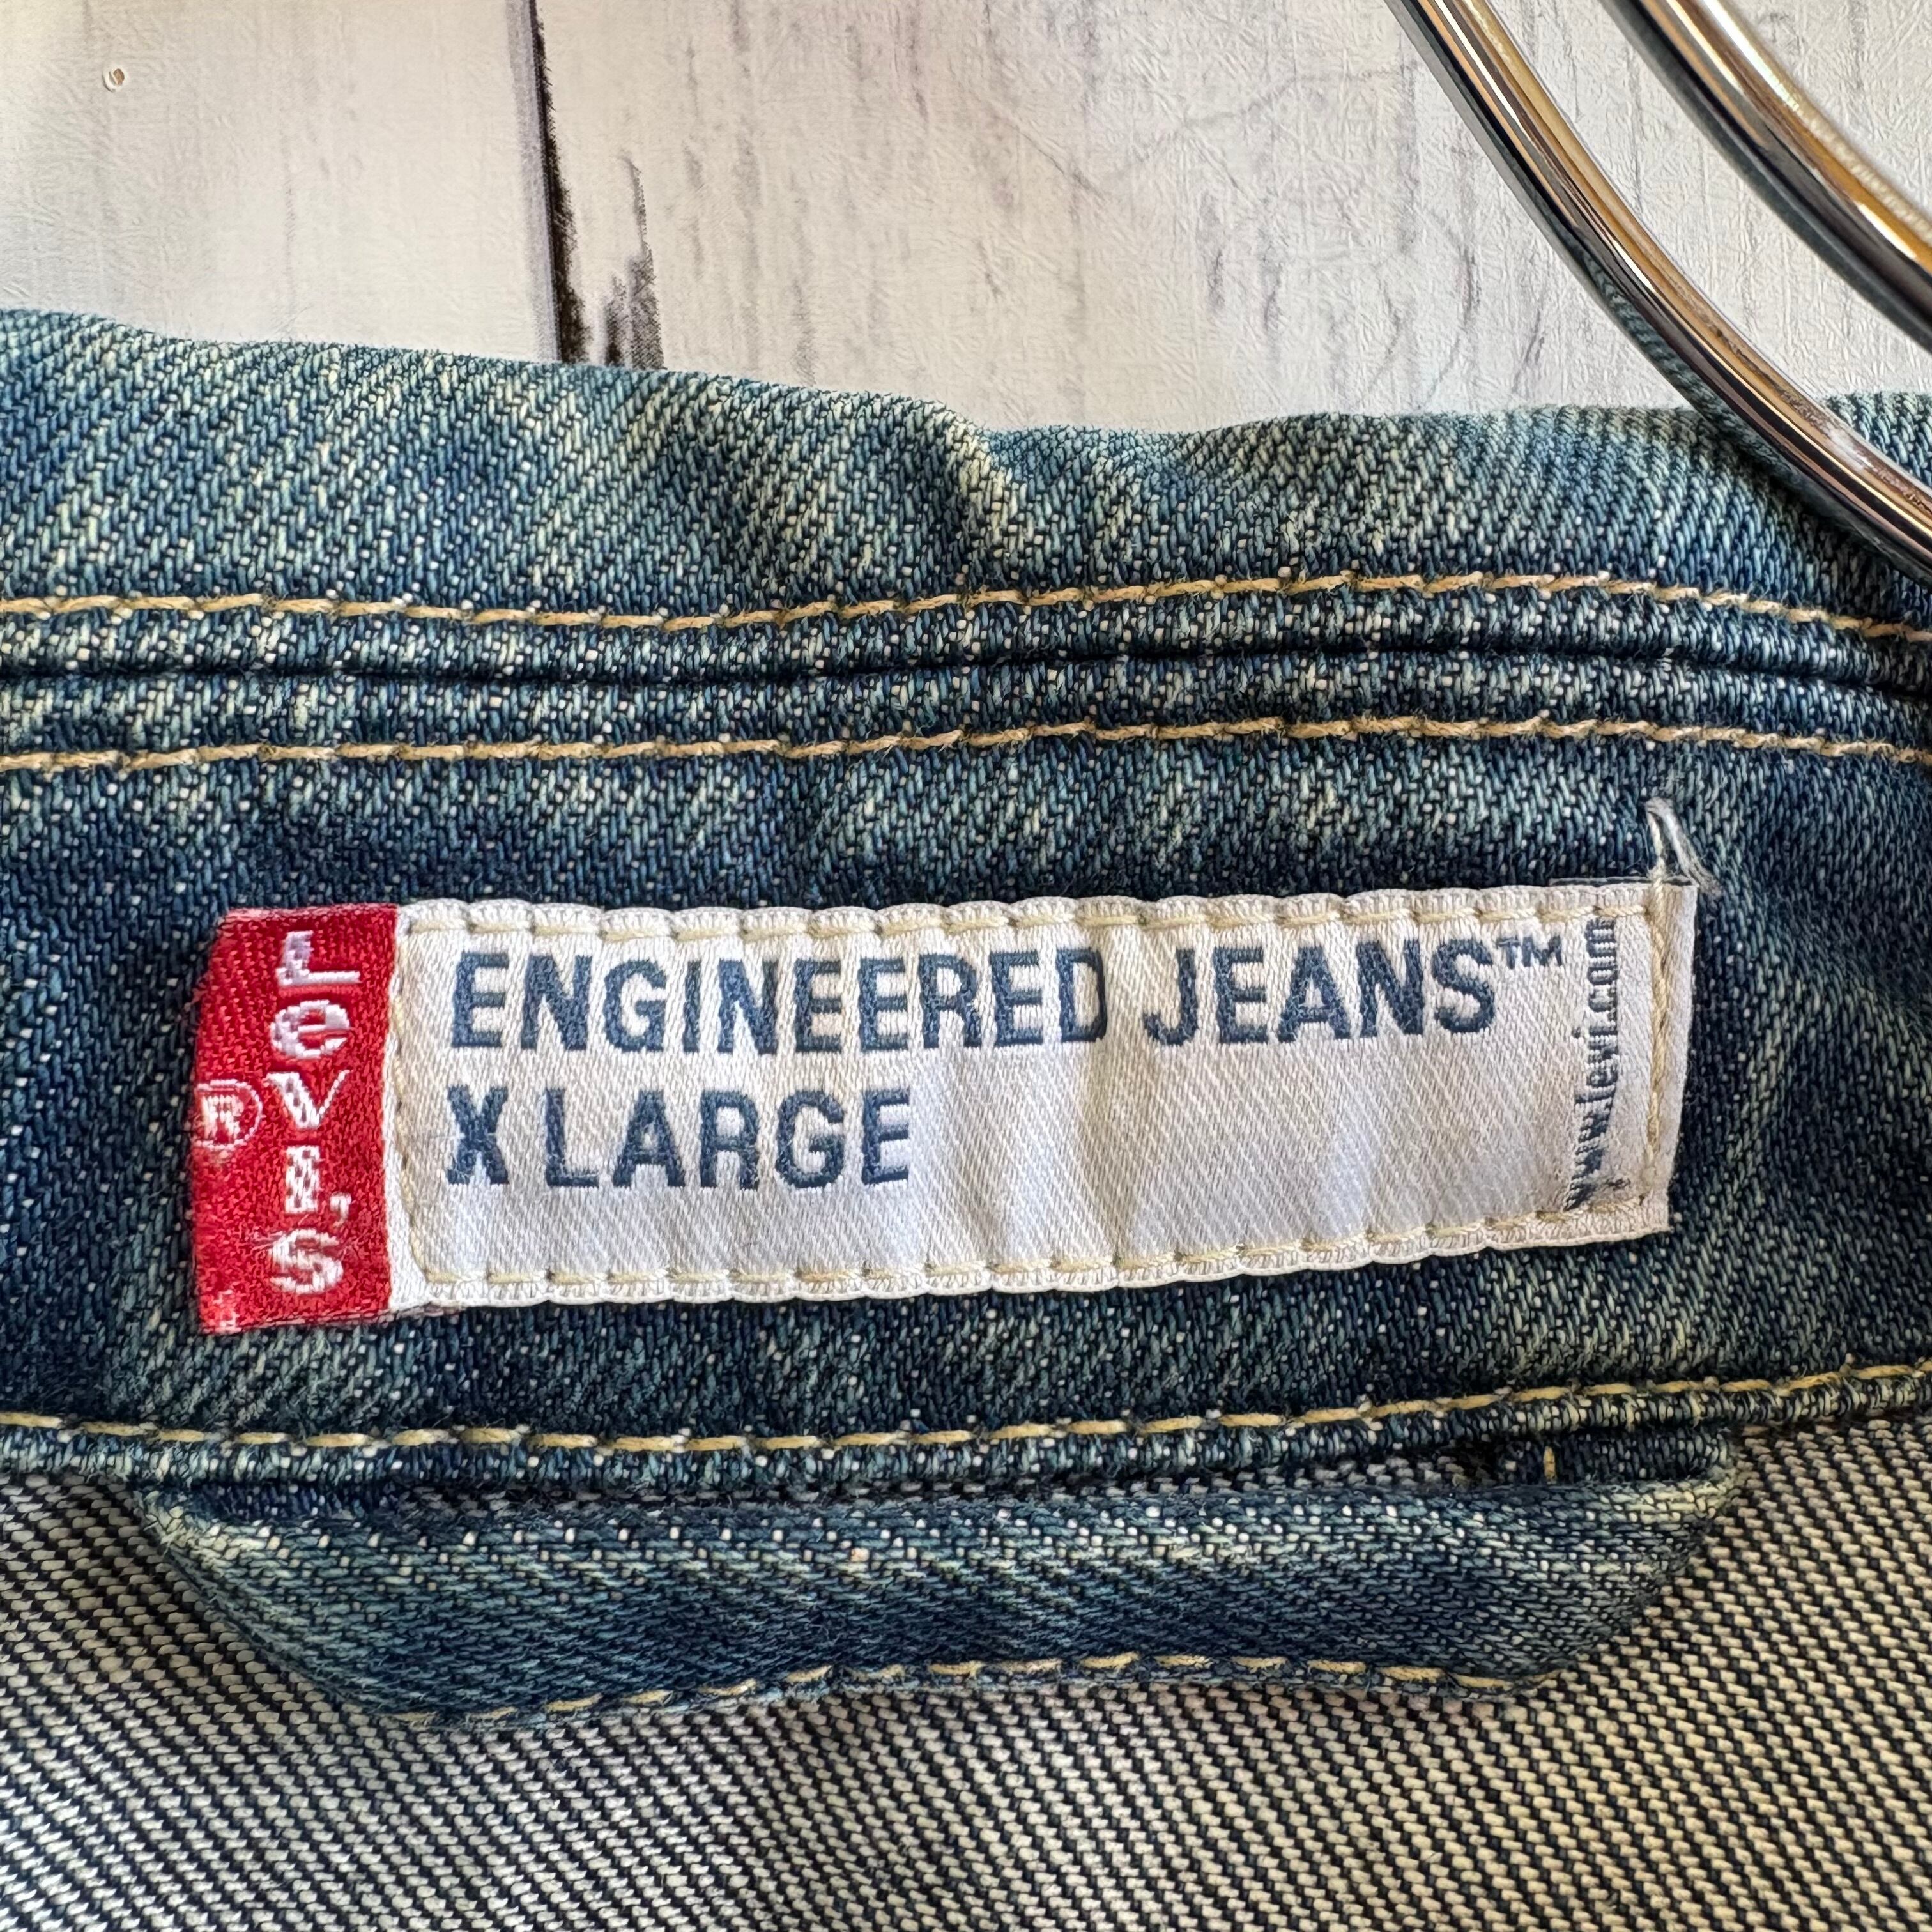 LeVI'S
®
ENGINEERED JEANS™
X LARGE
www.levi.com